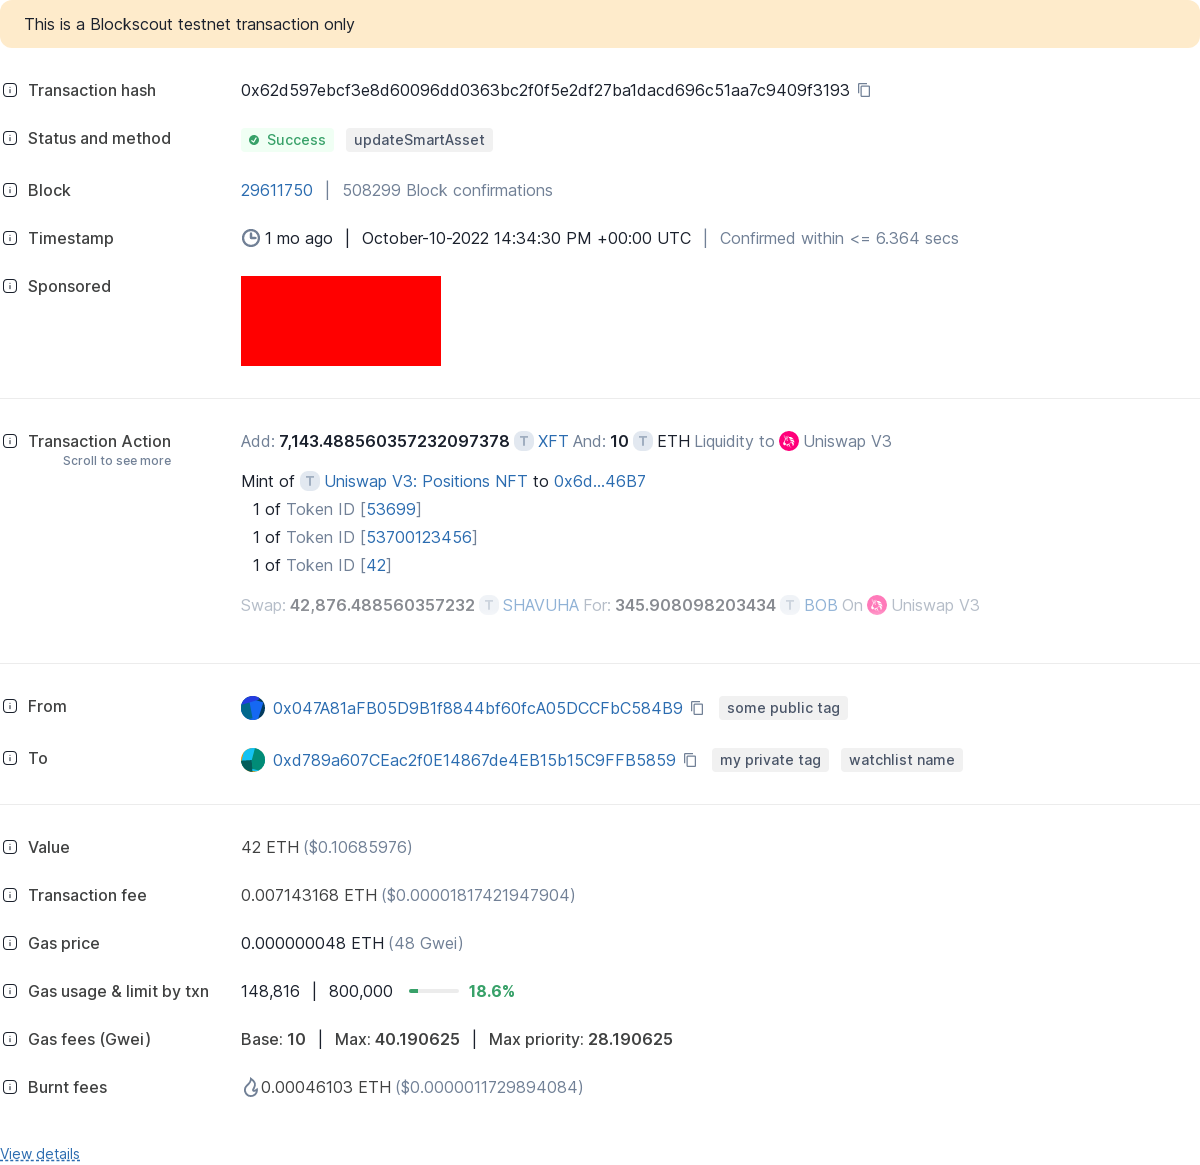 This is a Blockscout testnet transaction only
Transaction hash 0x62d597ebcf3e8d60096dd0363bc2f0f5e2df27ba1dacd696c51aa7c9409f3193
Status and method Success updateSmartAsset
Block 29611750 | 508299 Block confirmations
Timestamp 1 mo ago | October-10-2022 14:34:30 PM +00:00 UTC | Confirmed within <= 6.364 secs
Sponsored
Transaction Action Add: 7,143.488560357232097378 T XFT And: 10 T ETH Liquidity to Uniswap V3
Scroll to see more
Mint of T Uniswap V3: Positions NFT to 0x6d...46B7
1 of Token ID [53699]
1 of Token ID [53700123456]
1 of Token ID [42]
Swap: 42,876.488560357232 T SHAVUHA For: 345.908098203434 T BOB On Uniswap V3
From 0x047A81aFB05D9B1f8844bf60fcA05DCCFbC584B9 some public tag
To 0xd789a607CEac2f0E14867de4EB15b15C9FFB5859 my private tag watchlist name
Value 42 ETH ($0.10685976)
Transaction fee 0.007143168 ETH ($0.00001817421947904)
Gas price 0.000000048 ETH (48 Gwei)
Gas usage & limit by txn 148,816 | 800,000 18.6%
Gas fees (Gwei) Base: 10 | Max: 40.190625 | Max priority: 28.190625
Burnt fees 0.00046103 ETH ($0.0000011729894084)
View details